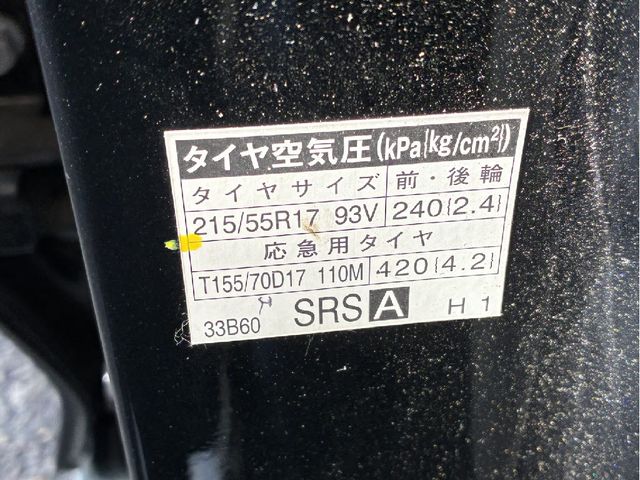 タイヤ空気圧(kPa{kg/cm²})
タイヤサイズ 前・後輪
215/55R17 93V 240{2.4}
応急用タイヤ
T155/70D17 110M 420{4.2}
33B60 SRS A H1